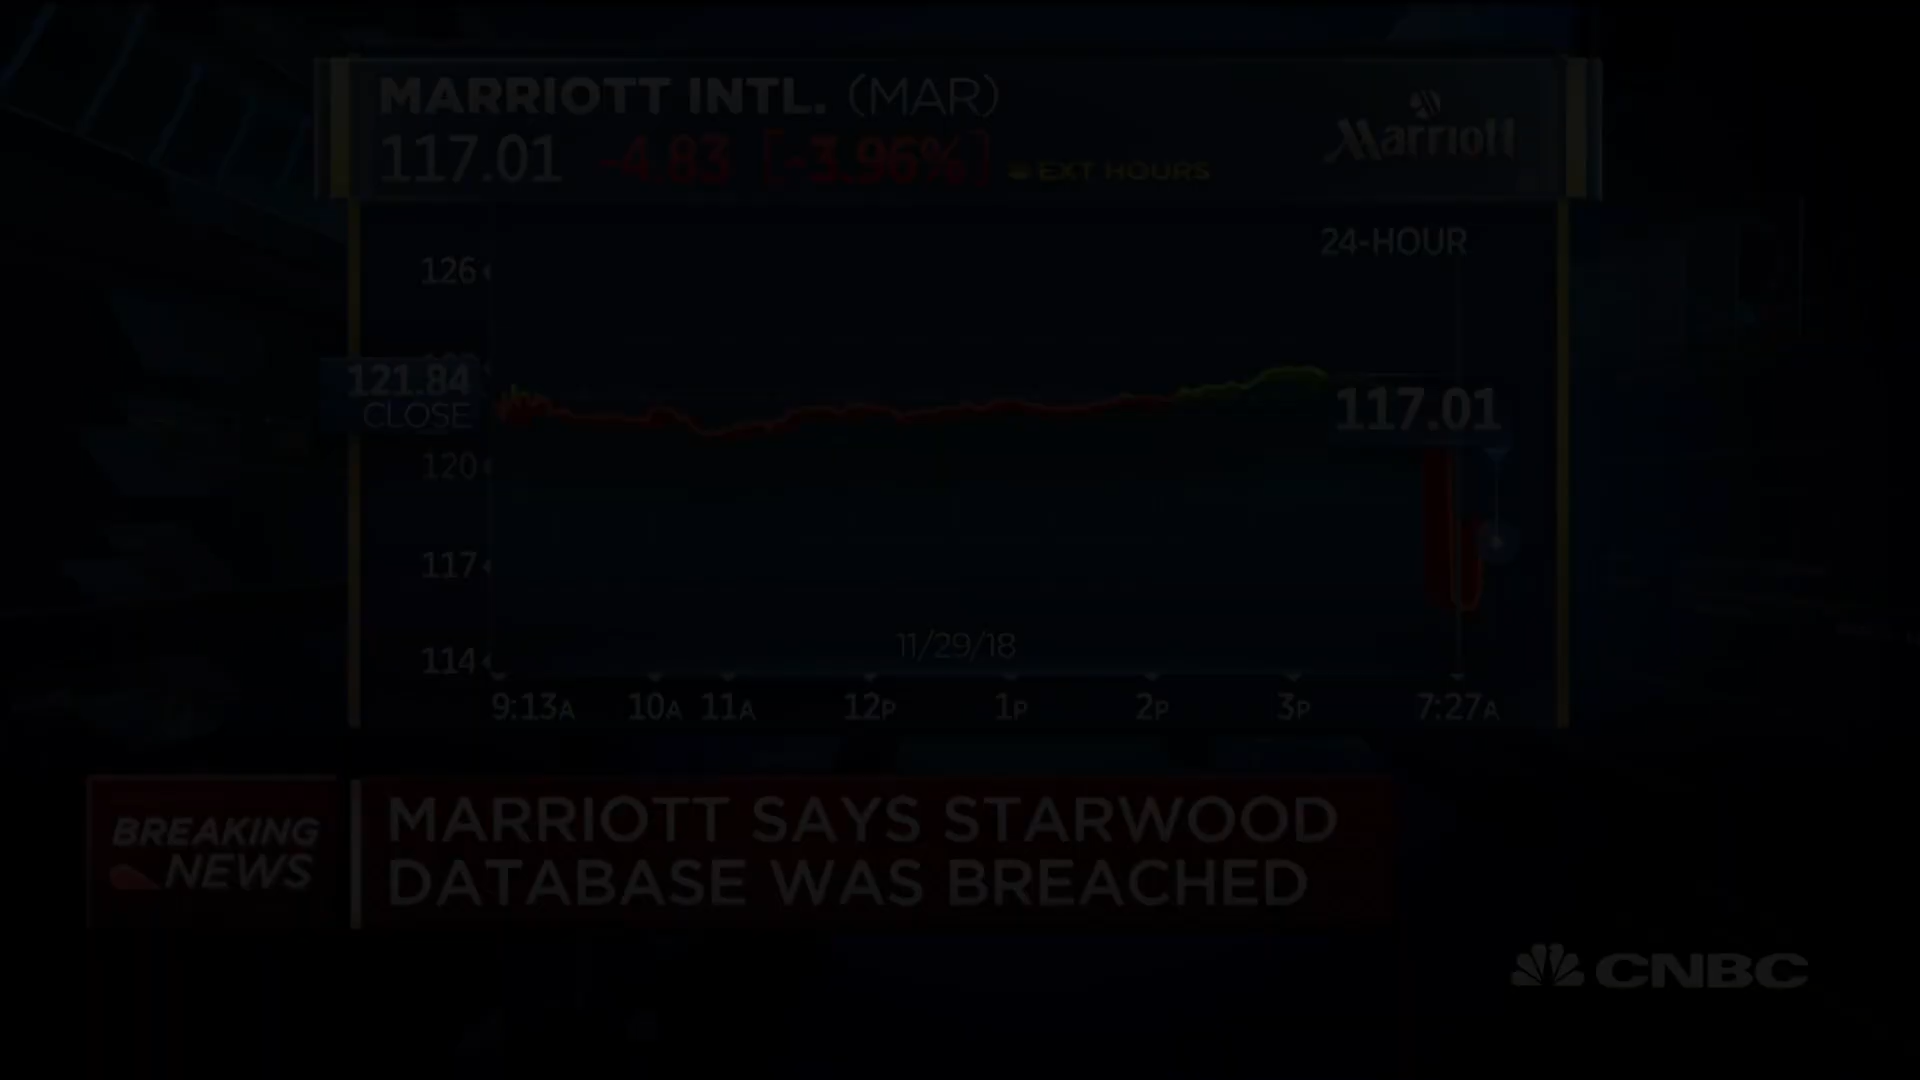 MARRIOTT INTL. (MAR)
117.01 -4.83 [-3.96%] EXT HOURS
Marriott
24-HOUR
126
121.84
CLOSE
117.01
120
117
114
11/29/18
9:13A 10A 11A 12P 1P 2P 3P 7:27A
BREAKING
NEWS
MARRIOTT SAYS STARWOOD
DATABASE WAS BREACHED
CNBC